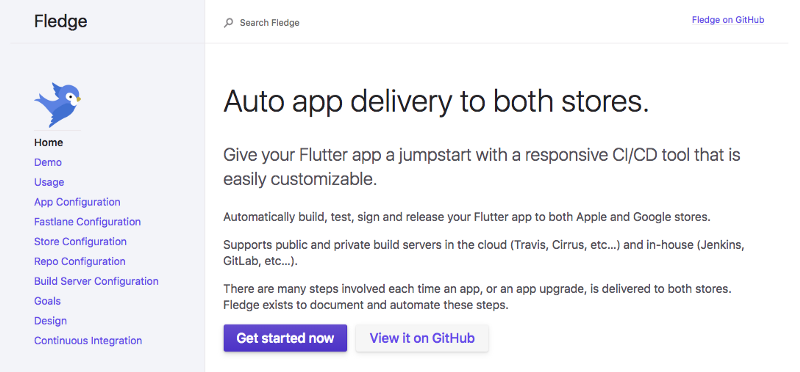 Fledge
Search Fledge
Fledge on GitHub
Home
Demo
Usage
App Configuration
Fastlane Configuration
Store Configuration
Repo Configuration
Build Server Configuration
Goals
Design
Continuous Integration
Auto app delivery to both stores.
Give your Flutter app a jumpstart with a responsive CI/CD tool that is
easily customizable.
Automatically build, test, sign and release your Flutter app to both Apple and Google stores.
Supports public and private build servers in the cloud (Travis, Cirrus, etc…) and in-house (Jenkins,
GitLab, etc…).
There are many steps involved each time an app, or an app upgrade, is delivered to both stores.
Fledge exists to document and automate these steps.
Get started now
View it on GitHub